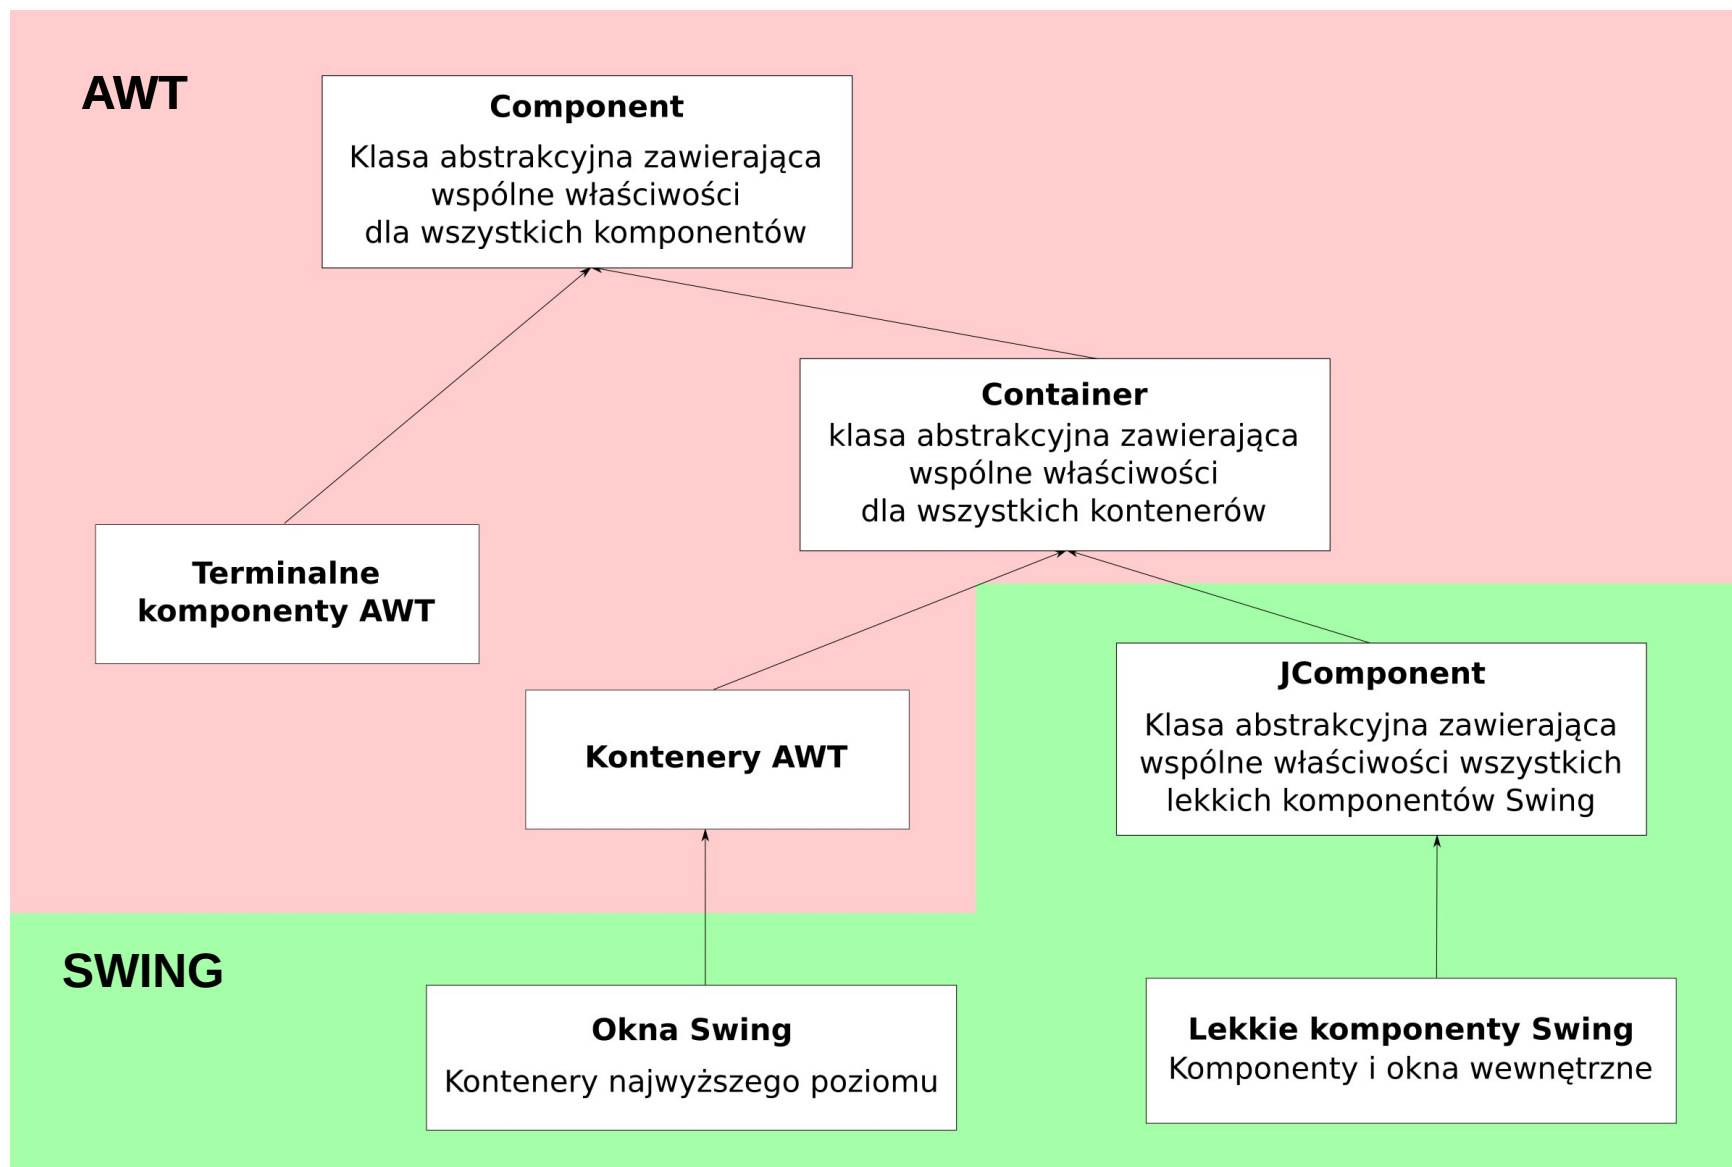 AWT
Component
Klasa abstrakcyjna zawierająca
wspólne właściwości
dla wszystkich komponentów
Container
klasa abstrakcyjna zawierająca
wspólne właściwości
dla wszystkich kontenerów
Terminalne
komponenty AWT
Kontenery AWT
JComponent
Klasa abstrakcyjna zawierająca
wspólne właściwości wszystkich
lekkich komponentów Swing
SWING
Okna Swing
Kontenery najwyższego poziomu
Lekkie komponenty Swing
Komponenty i okna wewnętrzne